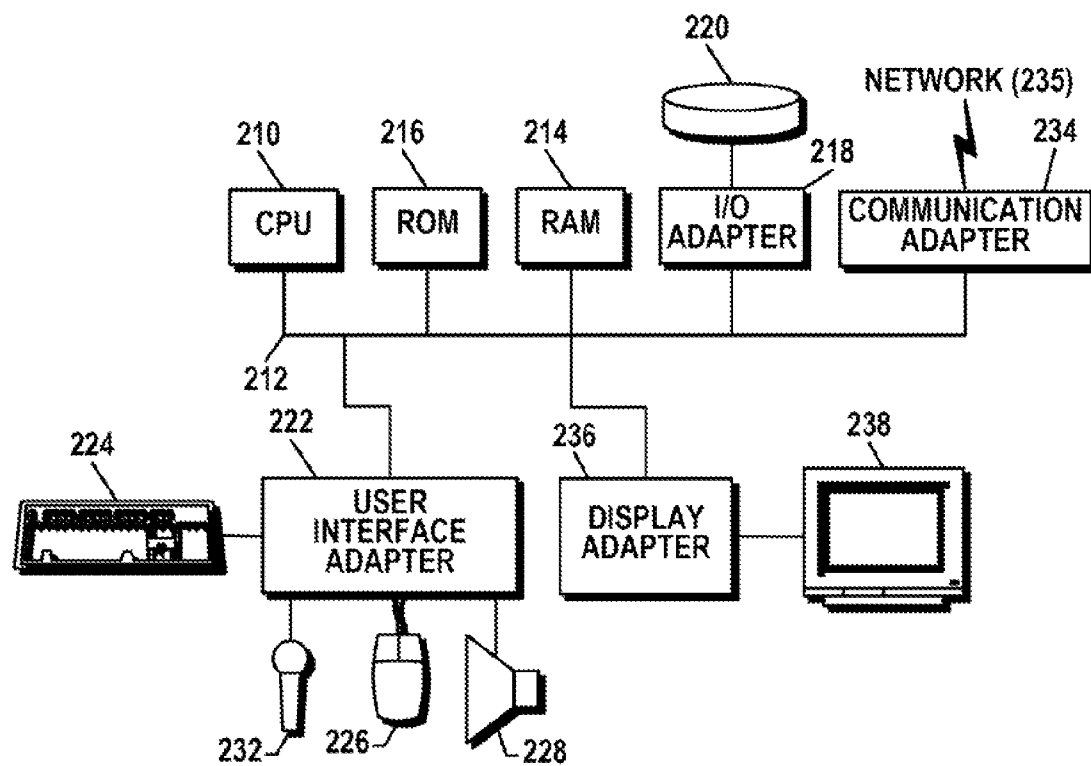 220
NETWORK (235)
210
216
214
218
234
CPU
ROM
RAM
I/O
ADAPTER
COMMUNICATION
ADAPTER
212
222
236
238
224
USER
INTERFACE
ADAPTER
DISPLAY
ADAPTER
232
226
228